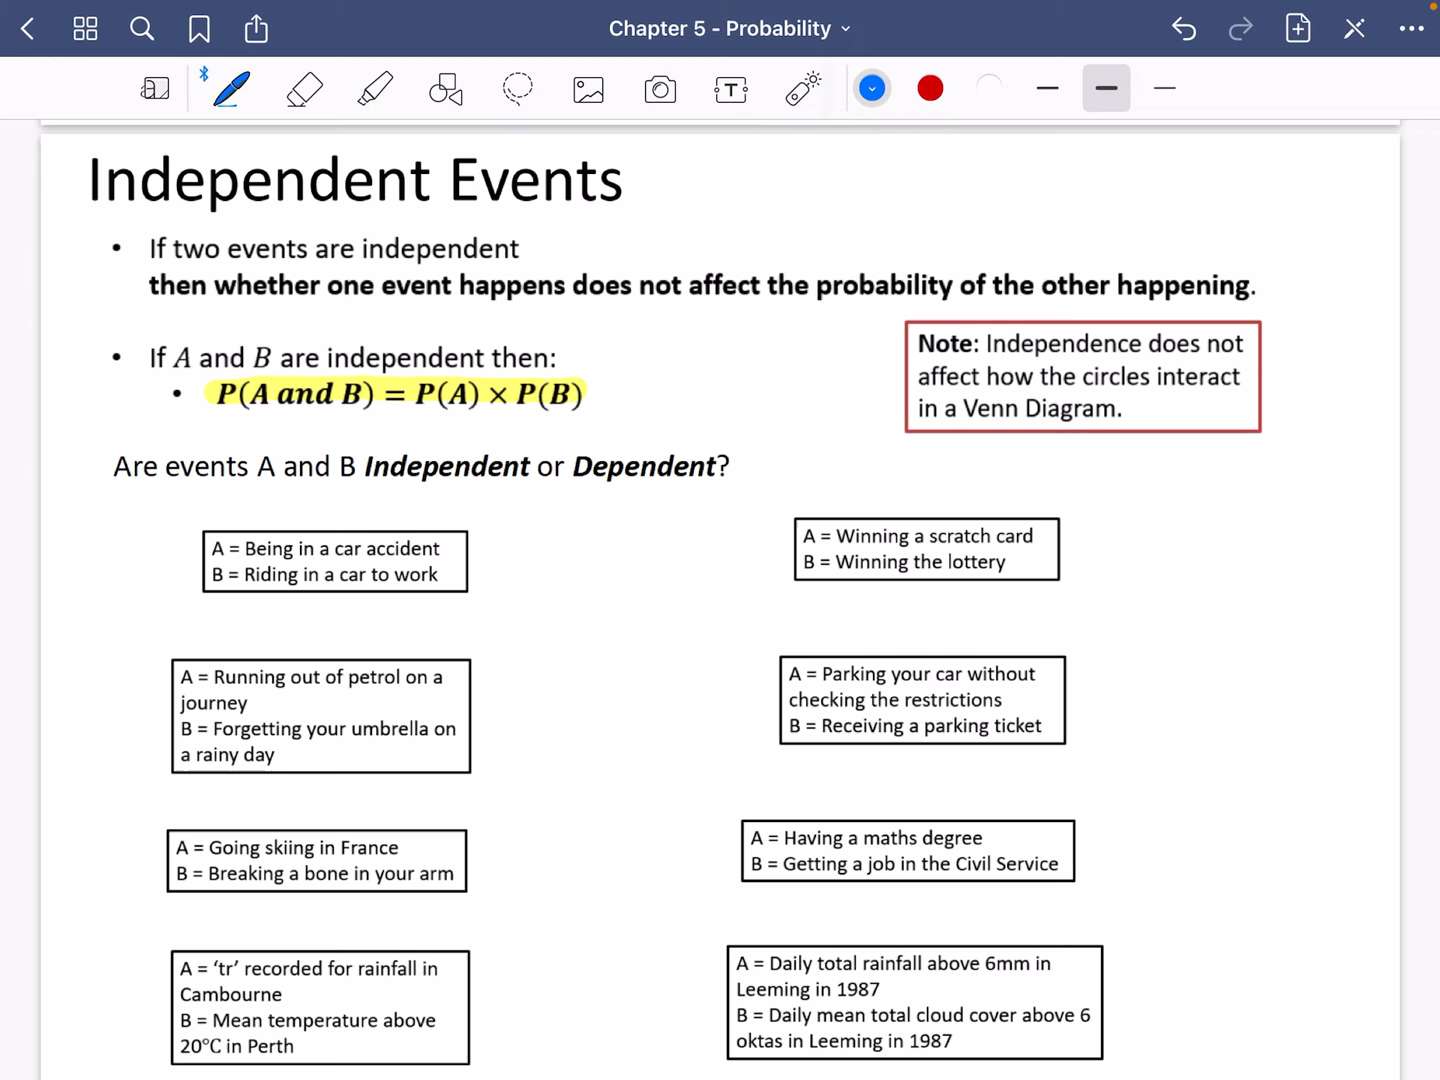 Chapter 5 - Probability
a
T
Independent Events
• If two events are independent
then whether one event happens does not affect the probability of the other happening.
• If A and B are independent then:
• P(A and B) = P(A) × P(B)
Note: Independence does not
affect how the circles interact
in a Venn Diagram.
Are events A and B Independent or Dependent?
A = Being in a car accident
B = Riding in a car to work
A = Winning a scratch card
B = Winning the lottery
A = Running out of petrol on a
journey
B = Forgetting your umbrella on
a rainy day
A = Parking your car without
checking the restrictions
B = Receiving a parking ticket
A = Going skiing in France
B = Breaking a bone in your arm
A = Having a maths degree
B = Getting a job in the Civil Service
A = ‘tr’ recorded for rainfall in
Cambourne
B = Mean temperature above
20°C in Perth
A = Daily total rainfall above 6mm in
Leeming in 1987
B = Daily mean total cloud cover above 6
oktas in Leeming in 1987